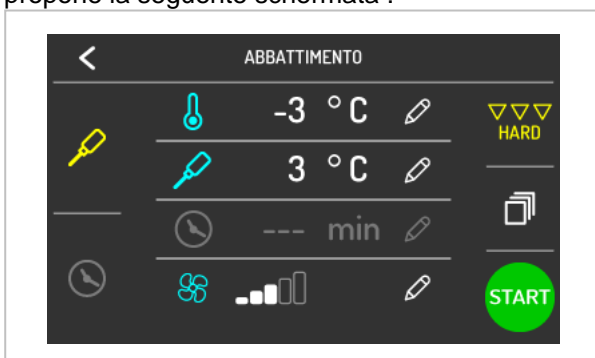 propone la seguente schermata :
ABBATTIMENTO
-3 °C
HARD
3 °C
--- min
START